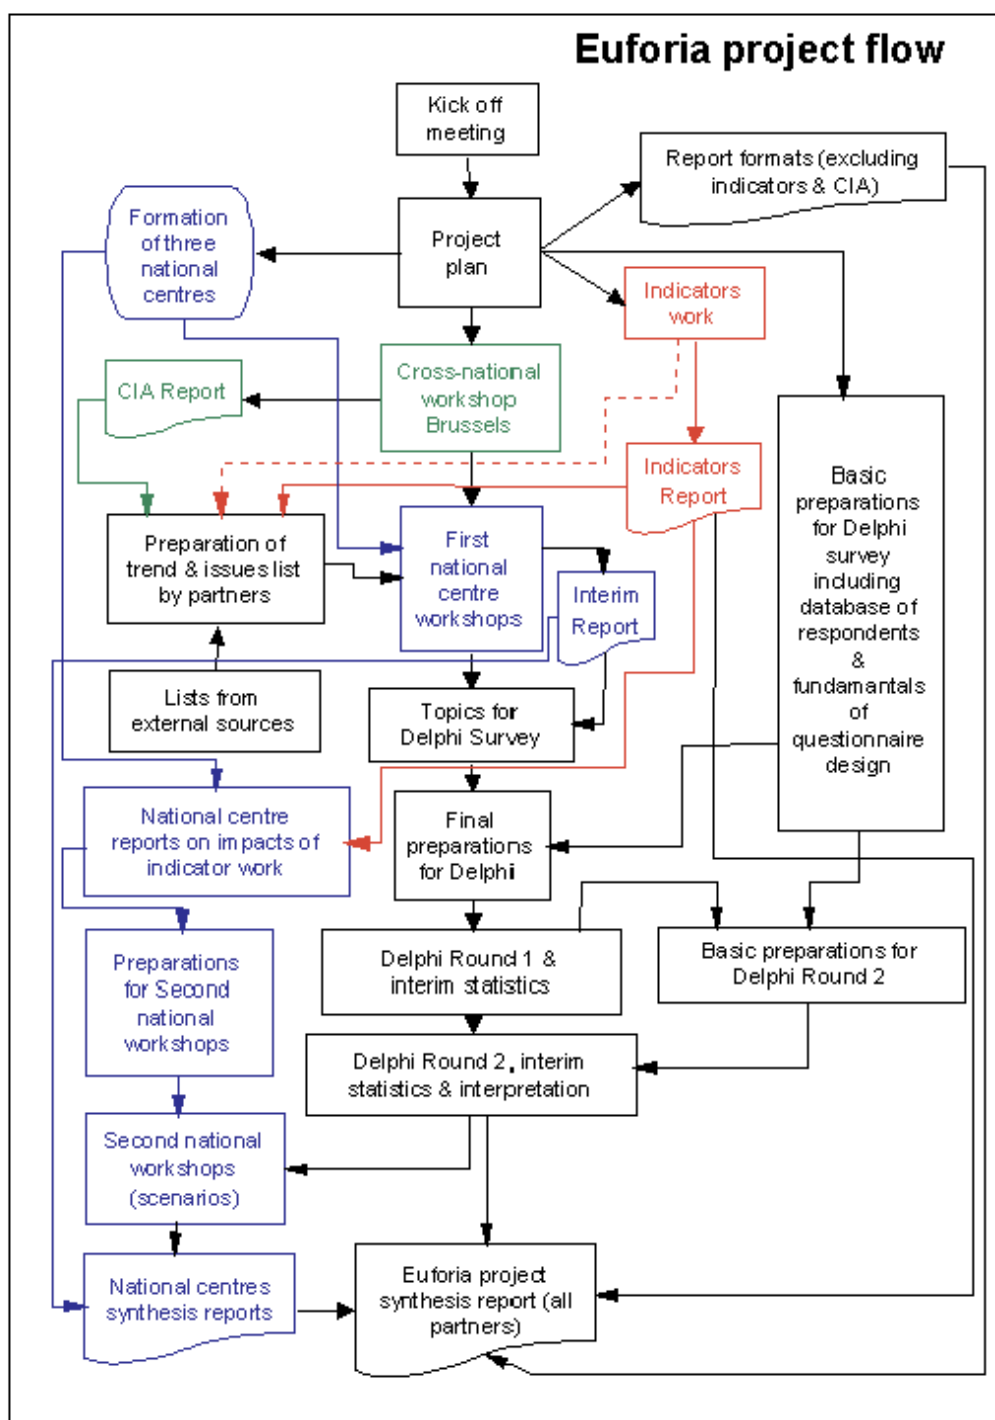 Euforia project flow
Kick off
meeting
Report formats (excluding
indicators & CIA)
Formation
of three
national
centres
Project
plan
Indicators
work
CIA Report
Cross-national
workshop
Brussels
Indicators
Report
Basic
preparations
for Delphi
survey
including
database of
respondents
&
fundamantals
of
questionnaire
design
Preparation of
trend & issues list
by partners
First
national
centre
workshops
Interim
Report
Lists from
external sources
Topics for
Delphi Survey
National centre
reports on impacts of
indicator work
Final
preparations
for Delphi
Preparations
for Second
national
workshops
Delphi Round 1 &
interim statistics
Basic preparations for
Delphi Round 2
Delphi Round 2, interim
statistics & interpretation
Second national
workshops
(scenarios)
National centres
synthesis reports
Euforia project
synthesis report (all
partners)